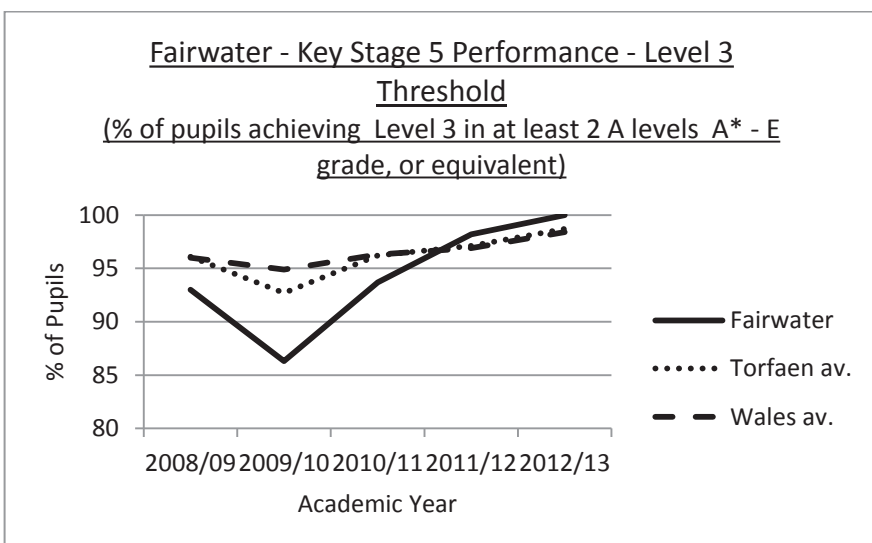 Fairwater - Key Stage 5 Performance - Level 3
Threshold
(% of pupils achieving  Level 3 in at least 2 A levels  A* - E
grade, or equivalent)
100
95
90
85
80
% of Pupils
2008/09 2009/10 2010/11 2011/12 2012/13
Academic Year
Fairwater
Torfaen av.
Wales av.